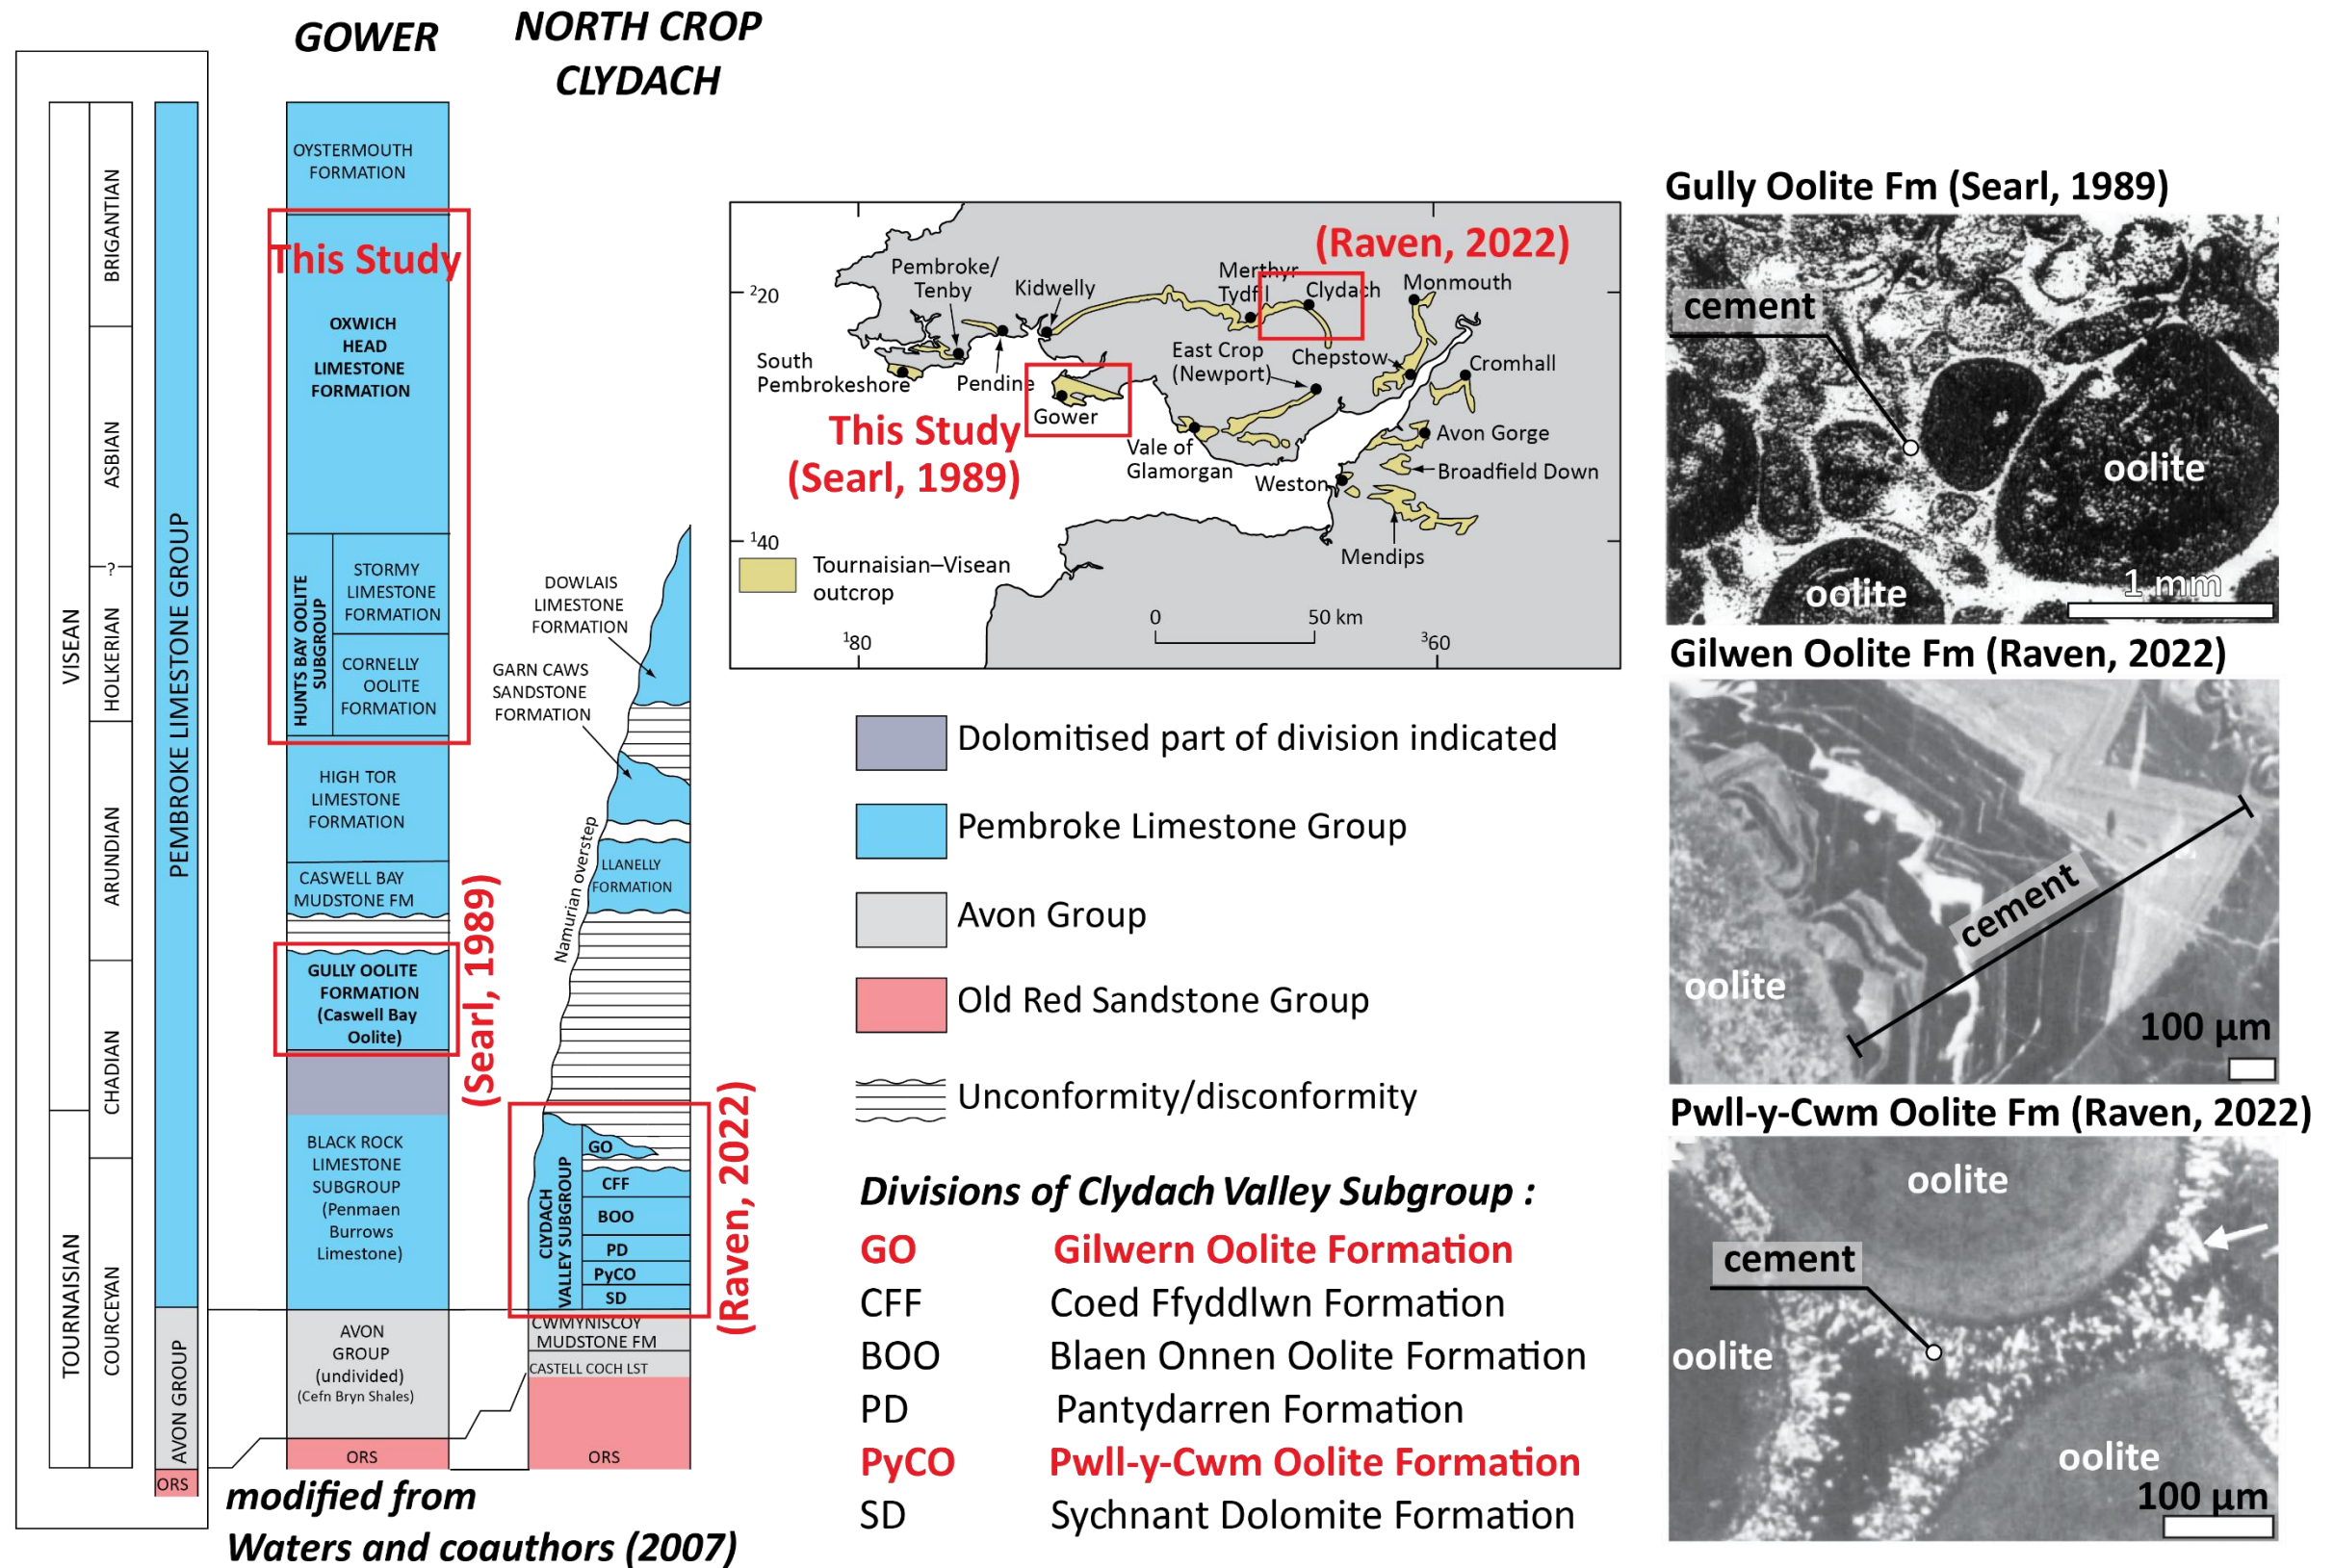 GOWER
NORTH CROP
CLYDACH
VISEAN
TOURNAISIAN
BRIGANTIAN
ASBIAN
?
HOLKERIAN
ARUNDIAN
CHADIAN
COURCEYAN
PEMBROKE LIMESTONE GROUP
AVON GROUP
ORS
OYSTERMOUTH
FORMATION
This Study
OXWICH
HEAD
LIMESTONE
FORMATION
HUNTS BAY OOLITE
SUBGROUP
STORMY
LIMESTONE
FORMATION
CORNELLY
OOLITE
FORMATION
HIGH TOR
LIMESTONE
FORMATION
CASWELL BAY
MUDSTONE FM
GULLY OOLITE
FORMATION
(Caswell Bay
Oolite)
(Searl, 1989)
BLACK ROCK
LIMESTONE
SUBGROUP
(Penmaen
Burrows
Limestone)
AVON
GROUP
(undivided)
(Cefn Bryn Shales)
ORS
DOWLAIS
LIMESTONE
FORMATION
GARN CAWS
SANDSTONE
FORMATION
Namurian overstep
LLANELLY
FORMATION
CLYDACH
VALLEY SUBGROUP
GO
CFF
BOO
PD
PyCO
SD
(Raven, 2022)
CWMYNISCOY
MUDSTONE FM
CASTELL COCH LST
ORS
modified from
Waters and coauthors (2007)
(Raven, 2022)
Pembroke/
Tenby
Kidwelly
Merthyr
Tydfil
Clydach
Monmouth
220
South
Pembrokeshore
Pendine
Gower
East Crop
(Newport)
Chepstow
Cromhall
This Study
(Searl, 1989)
Vale of
Glamorgan
Weston
Avon Gorge
Broadfield Down
Mendips
140
Tournaisian–Visean
outcrop
0 50 km
180
360
Dolomitised part of division indicated
Pembroke Limestone Group
Avon Group
Old Red Sandstone Group
Unconformity/disconformity
Divisions of Clydach Valley Subgroup :
GO Gilwern Oolite Formation
CFF Coed Ffyddlwn Formation
BOO Blaen Onnen Oolite Formation
PD Pantydarren Formation
PyCO Pwll-y-Cwm Oolite Formation
SD Sychnant Dolomite Formation
Gully Oolite Fm (Searl, 1989)
cement
oolite
oolite
1 mm
Gilwen Oolite Fm (Raven, 2022)
cement
oolite
100 µm
Pwll-y-Cwm Oolite Fm (Raven, 2022)
oolite
cement
oolite
oolite
100 µm